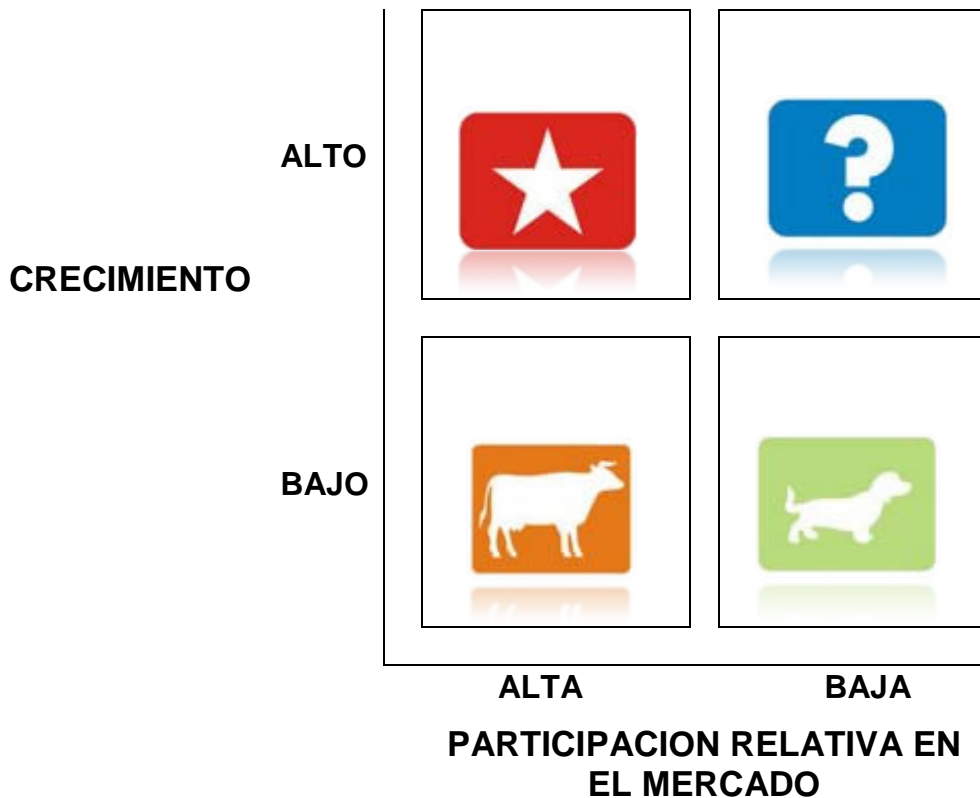 ALTO
?
CRECIMIENTO
BAJO
ALTA BAJA
PARTICIPACION RELATIVA EN
EL MERCADO